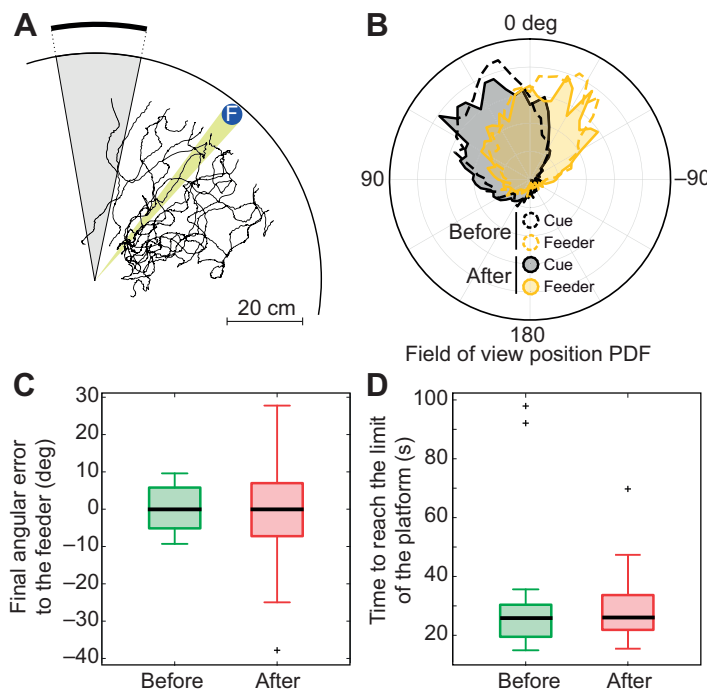 A
F
20 cm
B
0 deg
90
–90
180
Before
Cue
Feeder
After
Cue
Feeder
Field of view position PDF
C
Final angular error
to the feeder (deg)
30
20
10
0
–10
–20
–30
–40
Before
After
D
Time to reach the limit
of the platform (s)
100
80
60
40
20
Before
After